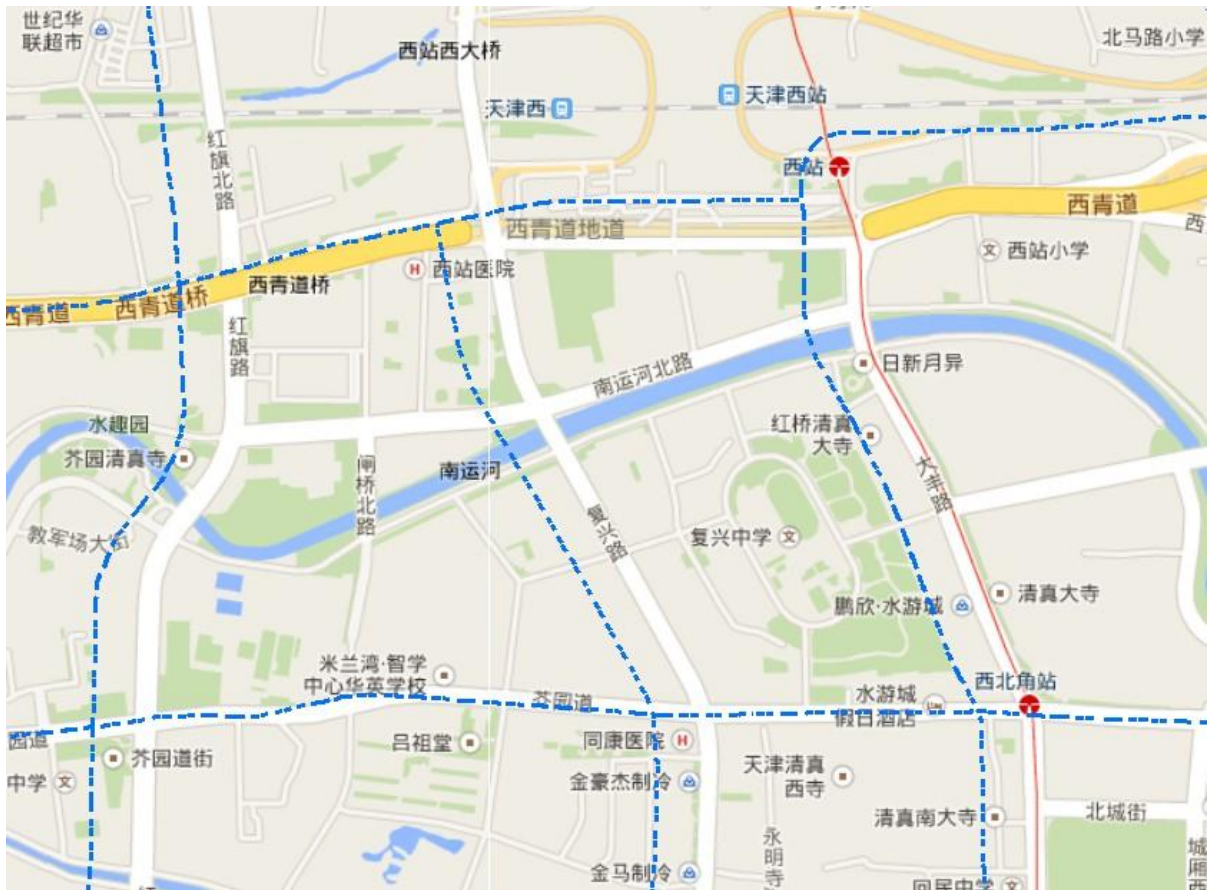 世纪华
联超市
西站西大桥
北马路小学
天津西
天津西站
红旗北路
西站
西青道
西青道地道
西站小学
西站医院
西青道桥
西青道桥
西青道
红旗路
南运河北路
日新月异
水趣园
红桥清真
大寺
芥园清真寺
南运河
闸桥北路
大丰路
教军场大街
复兴路
复兴中学
清真大寺
鹏欣·水游城
米兰湾·智学
中心华英学校
西北角站
芥园道
水游城
假日酒店
园道
吕祖堂
同康医院
芥园道街
中学
天津清真
西寺
金豪杰制冷
清真南大寺
北城街
永明寺
金马制冷
回民中学
城厢西